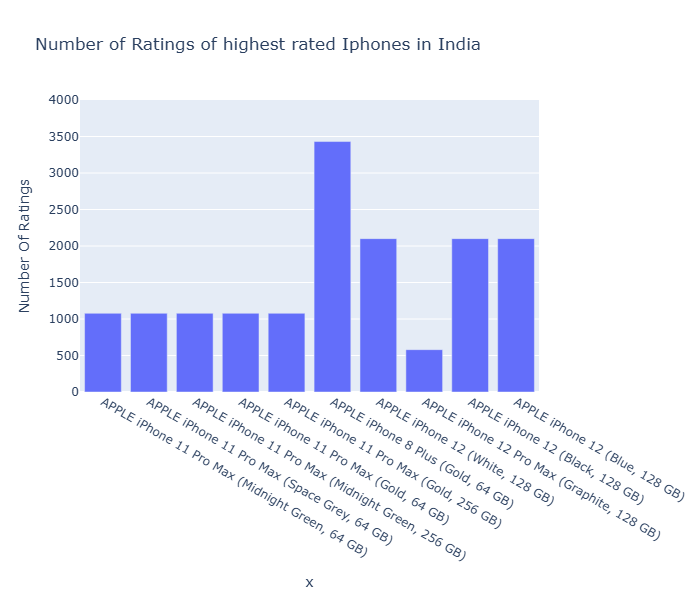 Number of Ratings of highest rated Iphones in India
Number Of Ratings
4000
3500
3000
2500
2000
1500
1000
500
0
APPLE iPhone 11 Pro Max (Midnight Green, 64 GB)
APPLE iPhone 11 Pro Max (Space Grey, 64 GB)
APPLE iPhone 11 Pro Max (Midnight Green, 256 GB)
APPLE iPhone 11 Pro Max (Gold, 64 GB)
APPLE iPhone 11 Pro Max (Gold, 256 GB)
APPLE iPhone 8 Plus (Gold, 64 GB)
APPLE iPhone 12 (White, 128 GB)
APPLE iPhone 12 Pro Max (Graphite, 128 GB)
APPLE iPhone 12 (Black, 128 GB)
APPLE iPhone 12 (Blue, 128 GB)
x